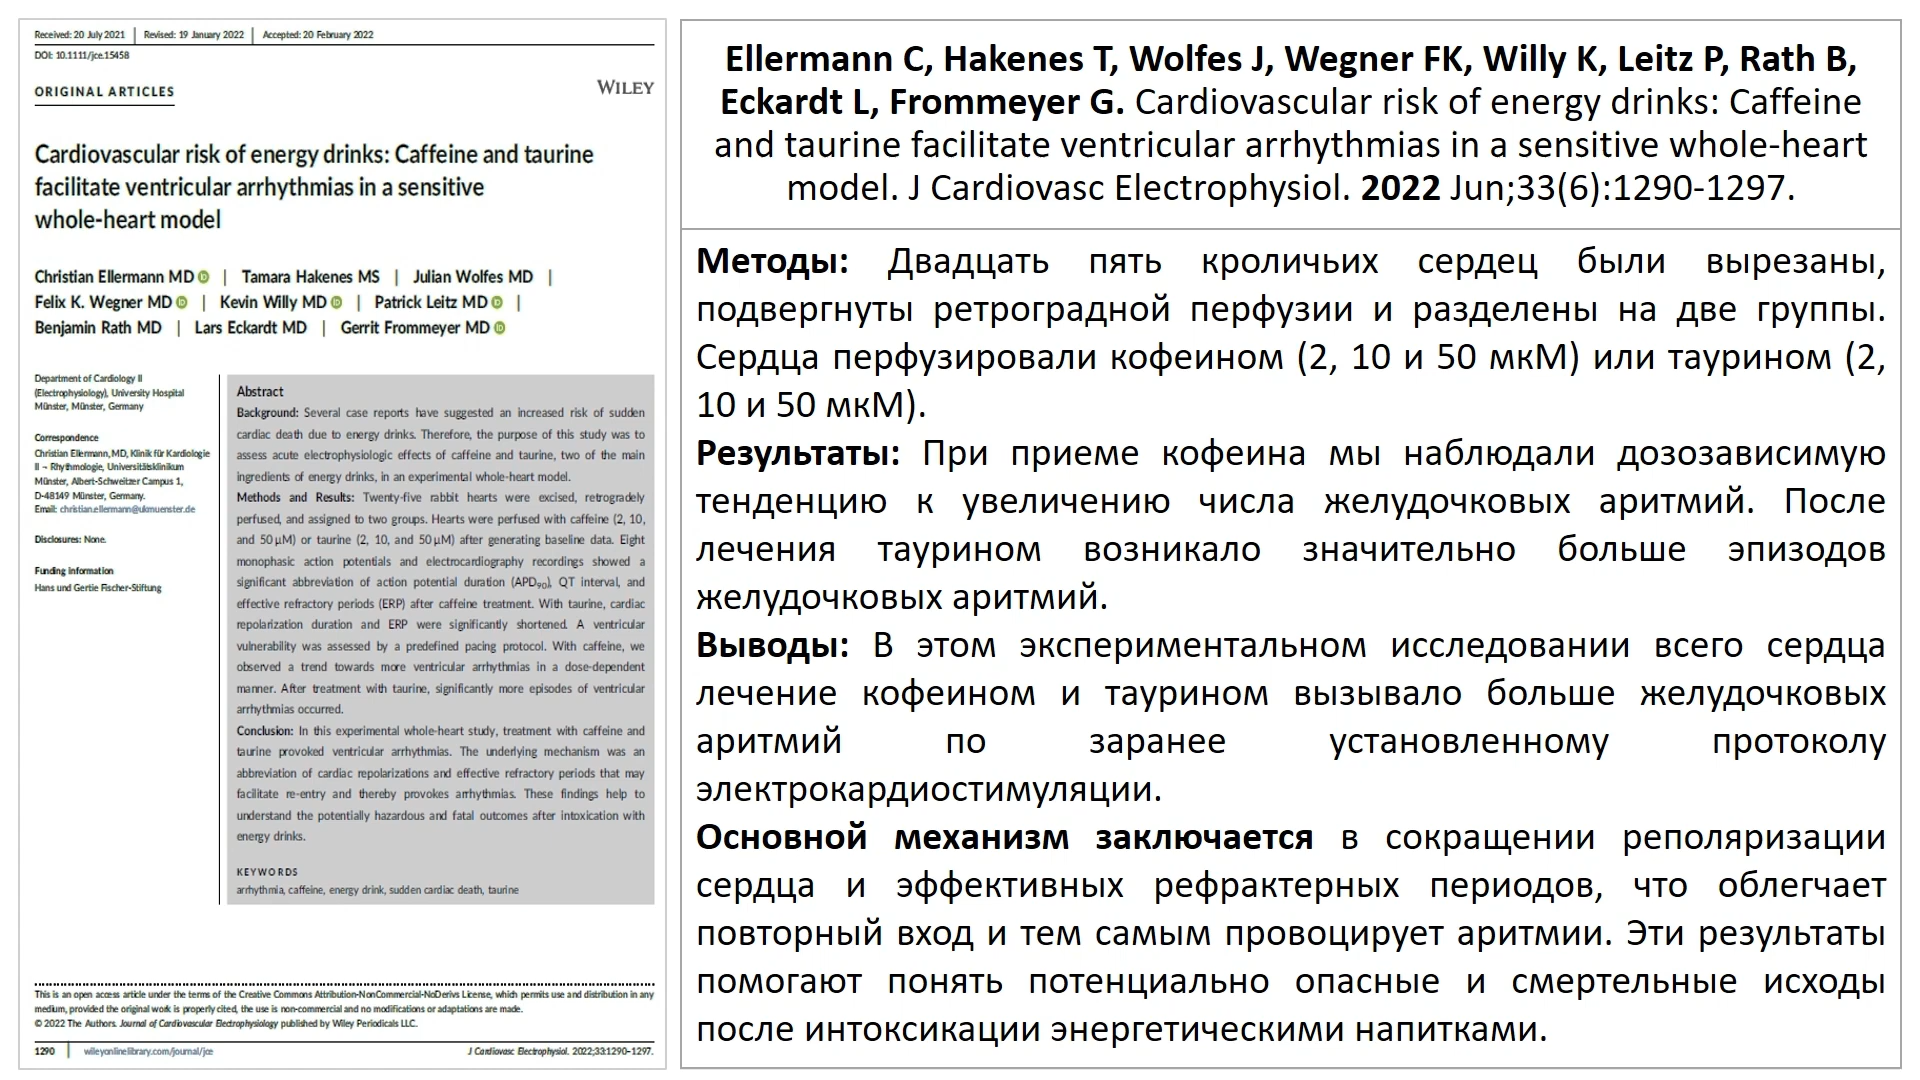 Received: 20 July 2021 | Revised: 19 January 2022 | Accepted: 20 February 2022
DOI: 10.1111/jce.15458
ORIGINAL ARTICLES
WILEY
Cardiovascular risk of energy drinks: Caffeine and taurine
facilitate ventricular arrhythmias in a sensitive
whole-heart model
Christian Ellermann MD | Tamara Hakenes MS | Julian Wolfes MD |
Felix K. Wegner MD | Kevin Willy MD | Patrick Leitz MD |
Benjamin Rath MD | Lars Eckardt MD | Gerrit Frommeyer MD
Department of Cardiology II
(Electrophysiology), University Hospital
Münster, Münster, Germany
Correspondence
Christian Ellermann, MD, Klinik für Kardiologie
II – Rhythmologie, Universitätsklinikum
Münster, Albert-Schweitzer Campus 1,
D-48149 Münster, Germany.
Email: christian.ellermann@ukmuenster.de
Disclosures: None.
Funding information
Hans und Gertie Fischer-Stiftung
Abstract
Background: Several case reports have suggested an increased risk of sudden
cardiac death due to energy drinks. Therefore, the purpose of this study was to
assess acute electrophysiologic effects of caffeine and taurine, two of the main
ingredients of energy drinks, in an experimental whole-heart model.
Methods and Results: Twenty-five rabbit hearts were excised, retrogradely
perfused, and assigned to two groups. Hearts were perfused with caffeine (2, 10,
and 50 µM) or taurine (2, 10, and 50 µM) after generating baseline data. Eight
monophasic action potentials and electrocardiography recordings showed a
significant abbreviation of action potential duration (APD90), QT interval, and
effective refractory periods (ERP) after caffeine treatment. With taurine, cardiac
repolarization duration and ERP were significantly shortened. A ventricular
vulnerability was assessed by a predefined pacing protocol. With caffeine, we
observed a trend towards more ventricular arrhythmias in a dose-dependent
manner. After treatment with taurine, significantly more episodes of ventricular
arrhythmias occurred.
Conclusion: In this experimental whole-heart study, treatment with caffeine and
taurine provoked ventricular arrhythmias. The underlying mechanism was an
abbreviation of cardiac repolarizations and effective refractory periods that may
facilitate re-entry and thereby provokes arrhythmias. These findings help to
understand the potentially hazardous and fatal outcomes after intoxication with
energy drinks.
KEYWORDS
arrhythmia, caffeine, energy drink, sudden cardiac death, taurine
This is an open access article under the terms of the Creative Commons Attribution-NonCommercial-NoDerivs License, which permits use and distribution in any
medium, provided the original work is properly cited, the use is non-commercial and no modifications or adaptations are made.
© 2022 The Authors. Journal of Cardiovascular Electrophysiology published by Wiley Periodicals LLC.
1290 | wileyonlinelibrary.com/journal/jce J Cardiovasc Electrophysiol. 2022;33:1290–1297.
Ellermann C, Hakenes T, Wolfes J, Wegner FK, Willy K, Leitz P, Rath B,
Eckardt L, Frommeyer G. Cardiovascular risk of energy drinks: Caffeine
and taurine facilitate ventricular arrhythmias in a sensitive whole-heart
model. J Cardiovasc Electrophysiol. 2022 Jun;33(6):1290-1297.
Методы: Двадцать пять кроличьих сердец были вырезаны,
подвергнуты ретроградной перфузии и разделены на две группы.
Сердца перфузировали кофеином (2, 10 и 50 мкМ) или таурином (2,
10 и 50 мкМ).
Результаты: При приеме кофеина мы наблюдали дозозависимую
тенденцию к увеличению числа желудочковых аритмий. После
лечения таурином возникало значительно больше эпизодов
желудочковых аритмий.
Выводы: В этом экспериментальном исследовании всего сердца
лечение кофеином и таурином вызывало больше желудочковых
аритмий по заранее установленному протоколу
электрокардиостимуляции.
Основной механизм заключается в сокращении реполяризации
сердца и эффективных рефрактерных периодов, что облегчает
повторный вход и тем самым провоцирует аритмии. Эти результаты
помогают понять потенциально опасные и смертельные исходы
после интоксикации энергетическими напитками.